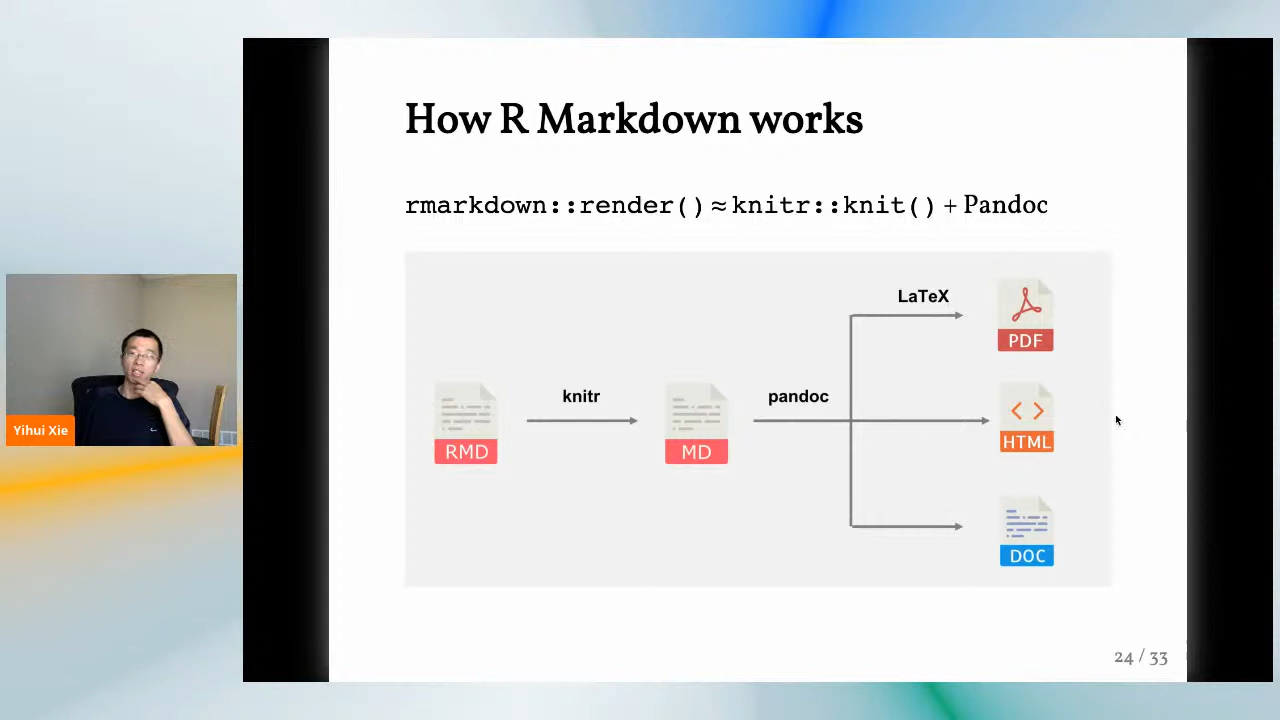 How R Markdown works
rmarkdown::render() ≈ knitr::knit() + Pandoc
LaTeX
PDF
knitr
pandoc
RMD
MD
HTML
DOC
Yihui Xie
24 / 33